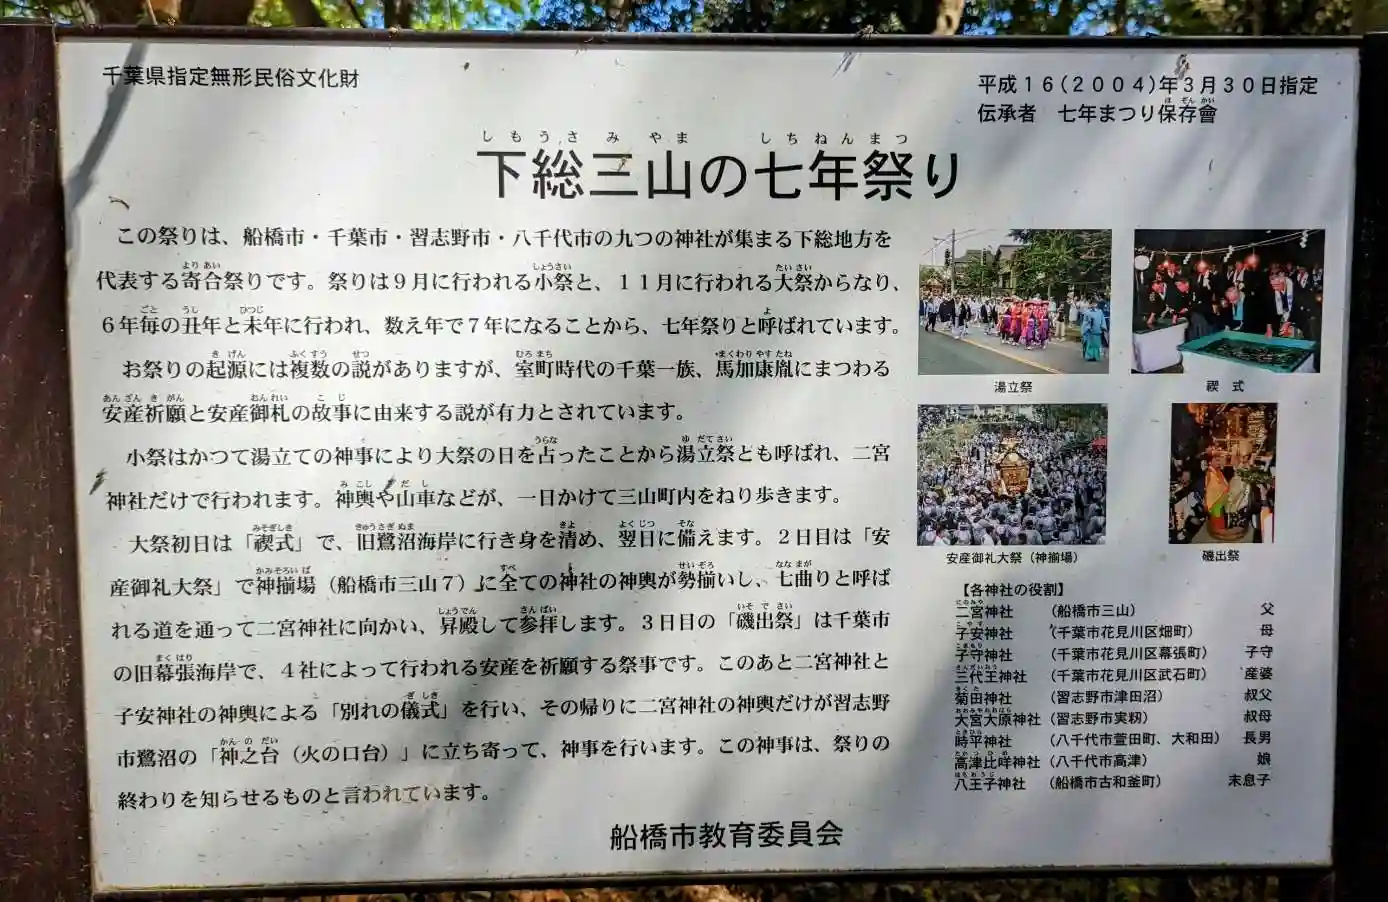 千葉県指定無形民俗文化財
平成16(2004)年3月30日指定
伝承者　七年まつり保存會
下総三山の七年祭り
この祭りは、船橋市・千葉市・習志野市・八千代市の九つの神社が集まる下総地方を
代表する寄合祭りです。祭りは9月に行われる小祭と、11月に行われる大祭からなり、
6年毎の丑年と未年に行われ、数え年で7年になることから、七年祭りと呼ばれています。
お祭りの起源には複数の説がありますが、室町時代の千葉一族、馬加康胤にまつわる
安産祈願と安産御礼の故事に由来する説が有力とされています。
小祭はかつて湯立ての神事により大祭の日を占ったことから湯立祭とも呼ばれ、二宮
神社だけで行われます。神輿や山車などが、一日かけて三山町内をねり歩きます。
大祭初日は「禊式」で、旧鷺沼海岸に行き身を清め、翌日に備えます。2日目は「安
産御礼大祭」で神揃場（船橋市三山7）に全ての神社の神輿が勢揃いし、七曲りと呼ば
れる道を通って二宮神社に向かい、昇殿して参拝します。3日目の「磯出祭」は千葉市
の旧幕張海岸で、4社によって行われる安産を祈願する祭事です。このあと二宮神社と
子安神社の神輿による「別れの儀式」を行い、その帰りに二宮神社の神輿だけが習志野
市鷺沼の「神之台（火の口台）」に立ち寄って、神事を行います。この神事は、祭りの
終わりを知らせるものと言われています。
湯立祭
禊　式
安産御礼大祭（神揃場）
磯出祭
【各神社の役割】
二宮神社　（船橋市三山）　父
子安神社　（千葉市花見川区畑町）　母
子守神社　（千葉市花見川区幕張町）　子守
三代王神社　（千葉市花見川区武石町）　産婆
菊田神社　（習志野市津田沼）　叔父
大宮大原神社（習志野市実籾）　叔母
時平神社　（八千代市萱田町、大和田）　長男
高津比咩神社（八千代市高津）　娘
八王子神社　（船橋市古和釜町）　末息子
船橋市教育委員会